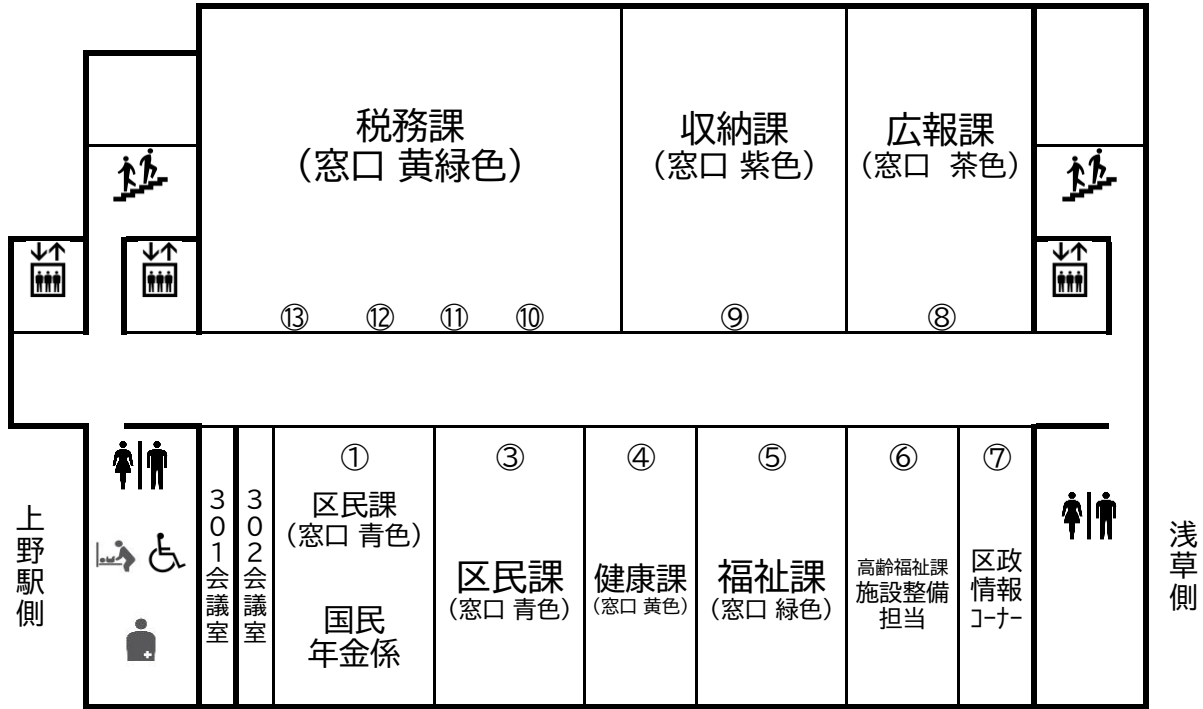 税務課
（窓口 黄緑色）
収納課
（窓口 紫色）
広報課
（窓口 茶色）
⑬
⑫
⑪
⑩
⑨
⑧
上野駅側
301会議室
302会議室
①
区民課
（窓口 青色）
国民
年金係
③
区民課
（窓口 青色）
④
健康課
（窓口 黄色）
⑤
福祉課
（窓口 緑色）
⑥
高齢福祉課
施設整備
担当
⑦
区政
情報
ｺｰﾅｰ
浅草側